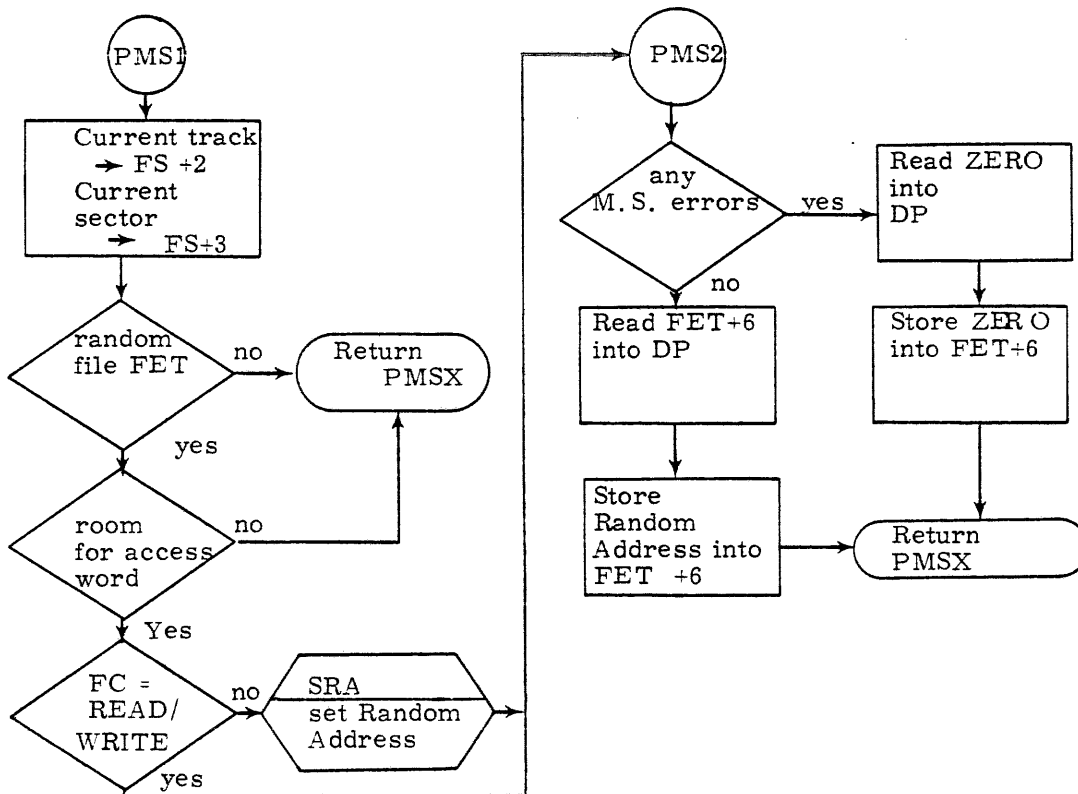 PMS1
Current track
→ FS +2
Current
sector
→ FS+3
random
file FET
no
Return
PMSX
yes
room
for access
word
no
Yes
FC =
READ/
WRITE
no
SRA
set Random
Address
yes
PMS2
any
M.S. errors
yes
Read ZERO
into
DP
no
Read FET+6
into DP
Store ZERO
into FET+6
Store
Random
Address into
FET +6
Return
PMSX